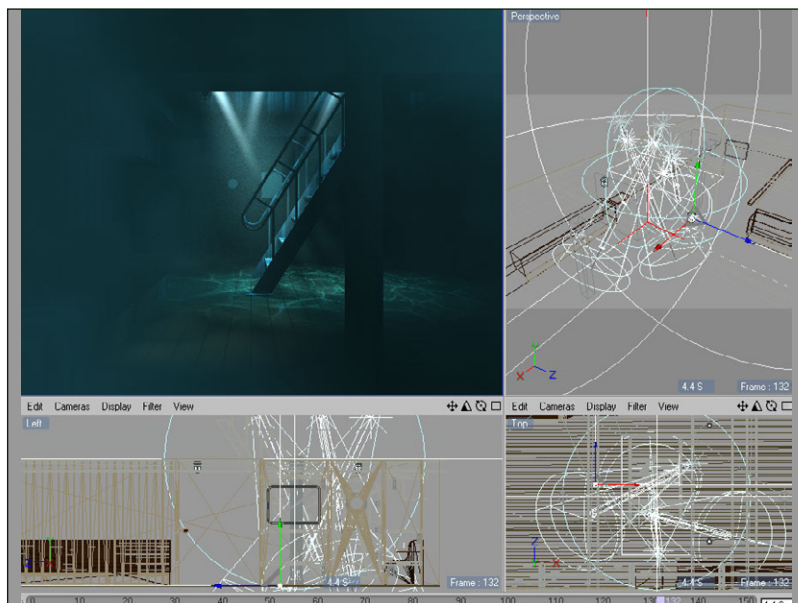 Perspective
Y
X Z
4.4 S Frame : 132
Edit Cameras Display Filter View
Edit Cameras Display Filter View
Left
Top
Z
Z X
4.4 S Frame : 132
4.4 S Frame : 132
0 10 20 30 40 50 60 70 80 90 100 110 120 130 132 140 150